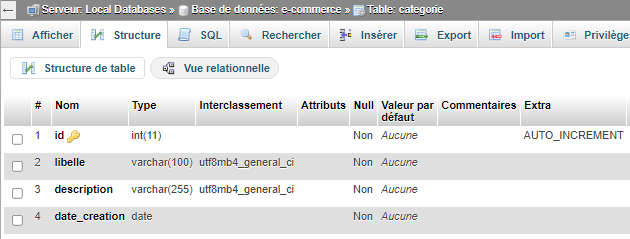 ← Serveur: Local Databases » Base de données: e-commerce » Table: categorie
Afficher Structure SQL Rechercher Insérer Export Import Privilège
Structure de table Vue relationnelle
# Nom Type Interclassement Attributs Null Valeur par défaut Commentaires Extra
1 id int(11) Non Aucune AUTO_INCREMENT
2 libelle varchar(100) utf8mb4_general_ci Non Aucune
3 description varchar(255) utf8mb4_general_ci Non Aucune
4 date_creation date Non Aucune